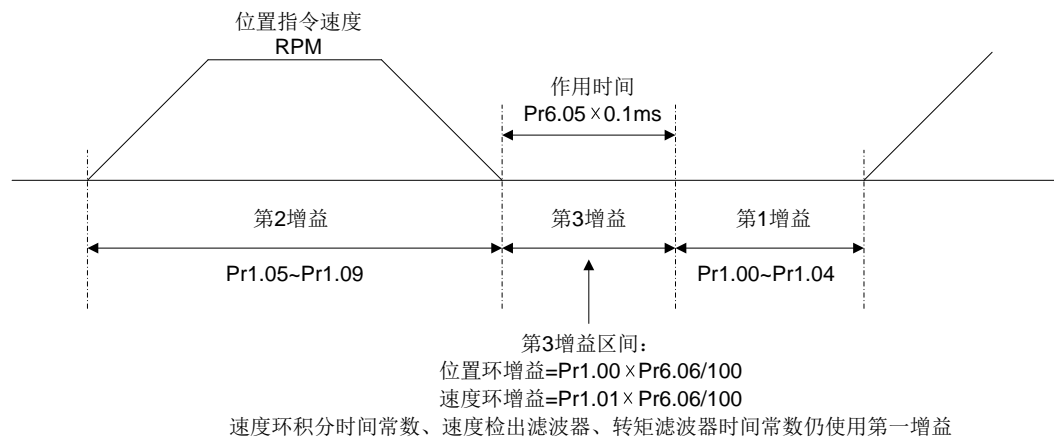 位置指令速度
RPM
作用时间
Pr6.05×0.1ms
第2增益
第3增益
第1增益
Pr1.05~Pr1.09
Pr1.00~Pr1.04
第3增益区间：
位置环增益=Pr1.00×Pr6.06/100
速度环增益=Pr1.01×Pr6.06/100
速度环积分时间常数、速度检出滤波器、转矩滤波器时间常数仍使用第一增益